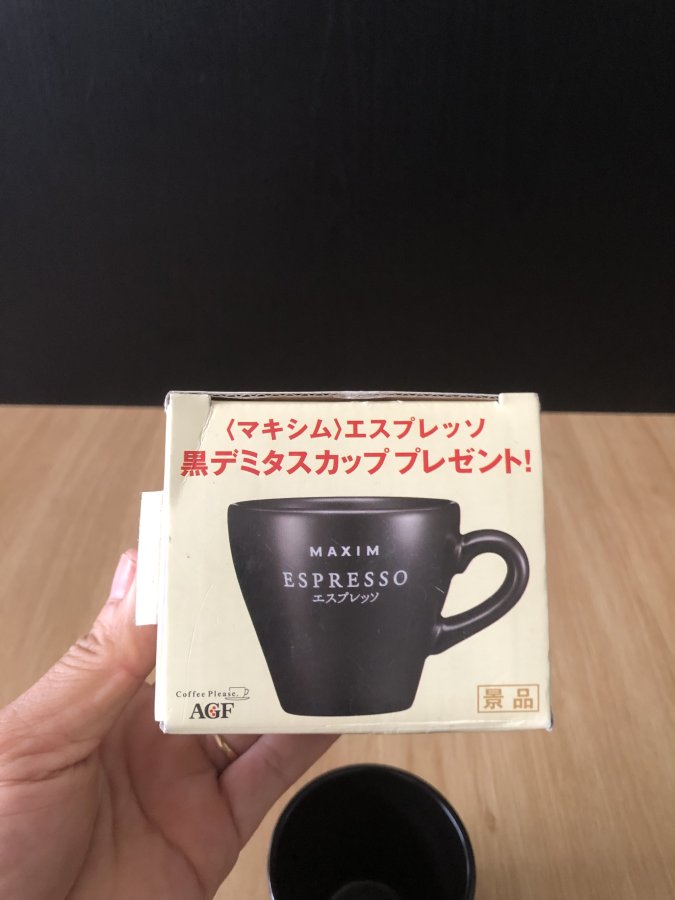 〈マキシム〉エスプレッソ
黒デミタスカッププレゼント!
MAXIM
ESPRESSO
エスプレッソ
Coffee Please.
AGF
景品